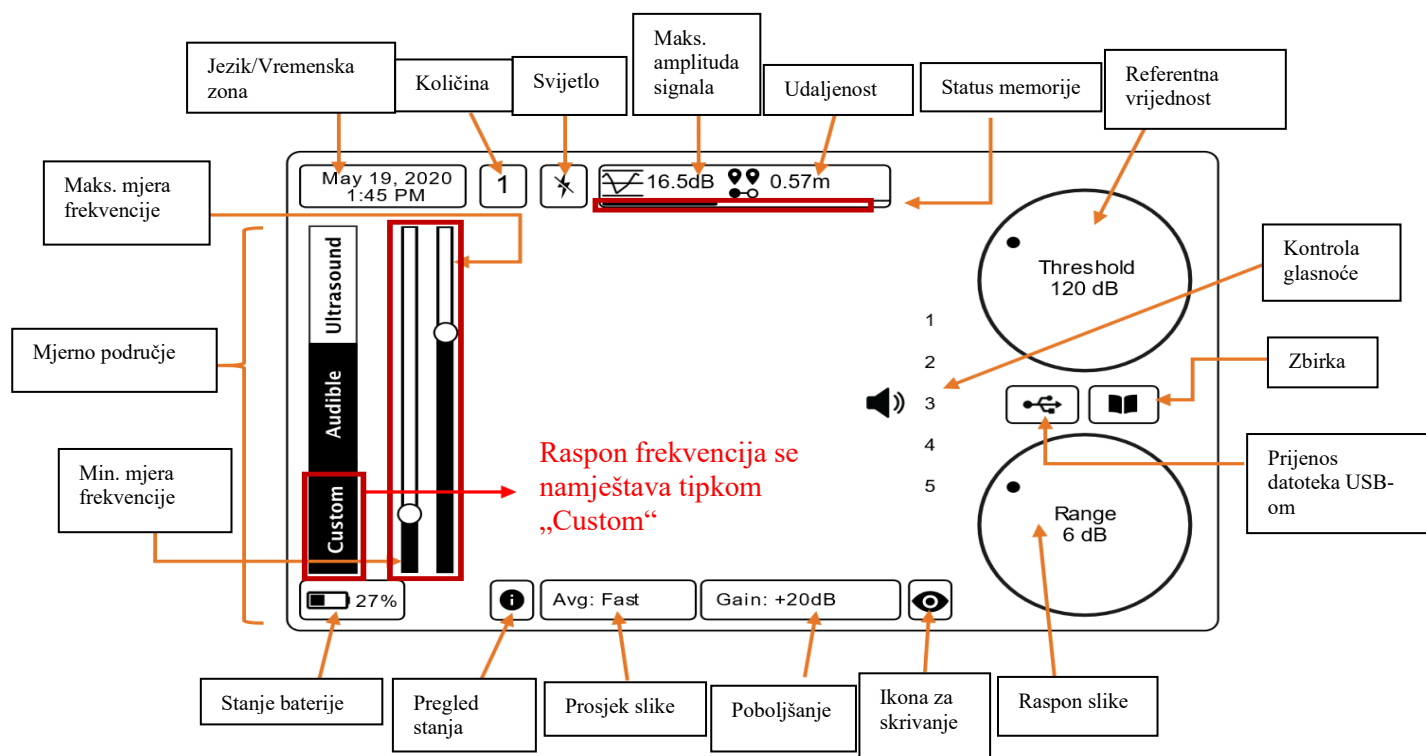 Maks.
amplituda
signala
Jezik/Vremenska
zona
Količina
Svijetlo
Udaljenost
Status memorije
Referentna
vrijednost
Maks. mjera
frekvencije
May 19, 2020
1:45 PM
1
16.5dB
0.57m
Kontrola
glasnoće
Threshold
120 dB
Ultrasound
Audible
Custom
Mjerno područje
1
2
3
4
5
Zbirka
Min. mjera
frekvencije
Raspon frekvencija se
namještava tipkom
„Custom“
Prijenos
datoteka USB-
om
Range
6 dB
27%
Avg: Fast
Gain: +20dB
Stanje baterije
Pregled
stanja
Prosjek slike
Poboljšanje
Ikona za
skrivanje
Raspon slike